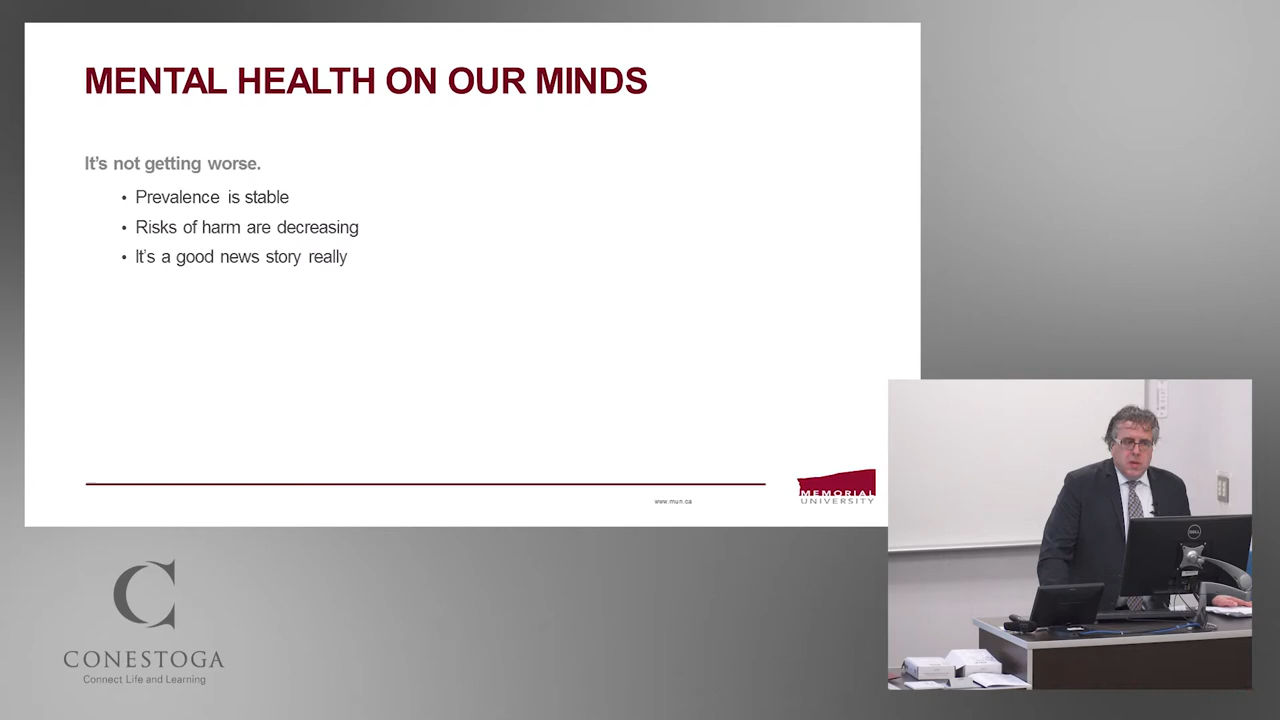 MENTAL HEALTH ON OUR MINDS
It's not getting worse.
• Prevalence is stable
• Risks of harm are decreasing
• It's a good news story really
www.mun.ca
MEMORIAL
UNIVERSITY
CONESTOGA
Connect Life and Learning
DELL